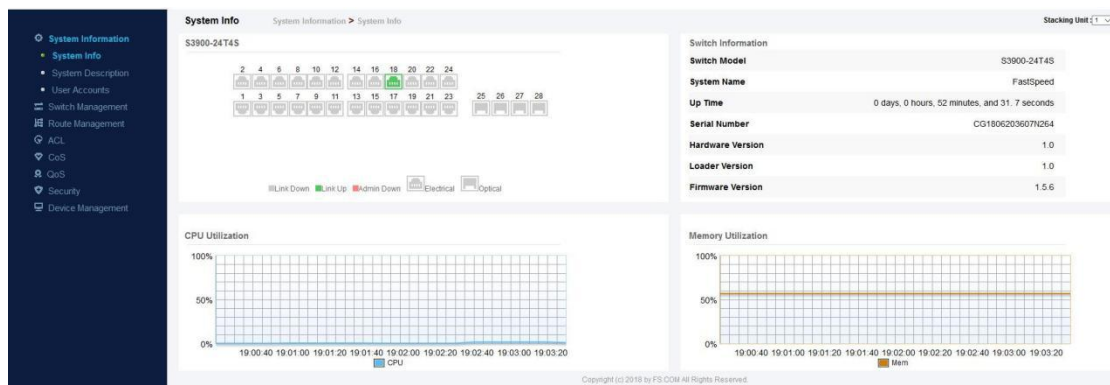 System Info
System Information > System Info
Stacking Unit : 1
System Information
System Info
System Description
User Accounts
Switch Management
Route Management
ACL
CoS
QoS
Security
Device Management
S3900-24T4S
2 4 6 8 10 12 14 16 18 20 22 24
1 3 5 7 9 11 13 15 17 19 21 23 25 26 27 28
Link Down Link Up Admin Down Electrical Optical
Switch Information
Switch Model S3900-24T4S
System Name FastSpeed
Up Time 0 days, 0 hours, 52 minutes, and 31. 7 seconds
Serial Number CG1806203607N264
Hardware Version 1.0
Loader Version 1.0
Firmware Version 1.5.6
CPU Utilization
100%
50%
0%
19:00:40 19:01:00 19:01:20 19:01:40 19:02:00 19:02:20 19:02:40 19:03:00 19:03:20
CPU
Memory Utilization
100%
50%
0%
19:00:40 19:01:00 19:01:20 19:01:40 19:02:00 19:02:20 19:02:40 19:03:00 19:03:20
Mem
Copyright (c) 2018 by FS.COM All Rights Reserved.